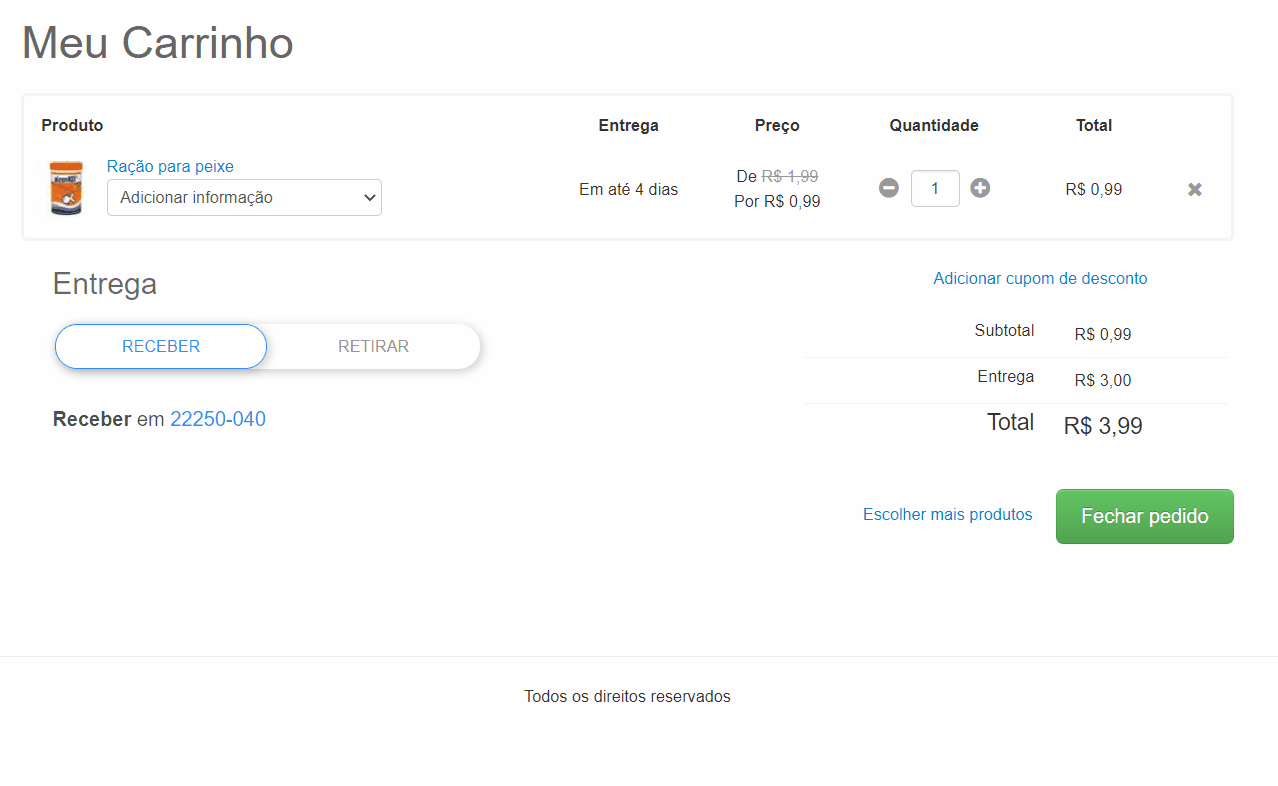 Meu Carrinho
Produto Entrega Preço Quantidade Total
Ração para peixe
Adicionar informação
Em até 4 dias
De R$ 1,99
Por R$ 0,99
1
R$ 0,99
Entrega
RECEBER RETIRAR
Receber em 22250-040
Adicionar cupom de desconto
Subtotal R$ 0,99
Entrega R$ 3,00
Total R$ 3,99
Escolher mais produtos
Fechar pedido
Todos os direitos reservados